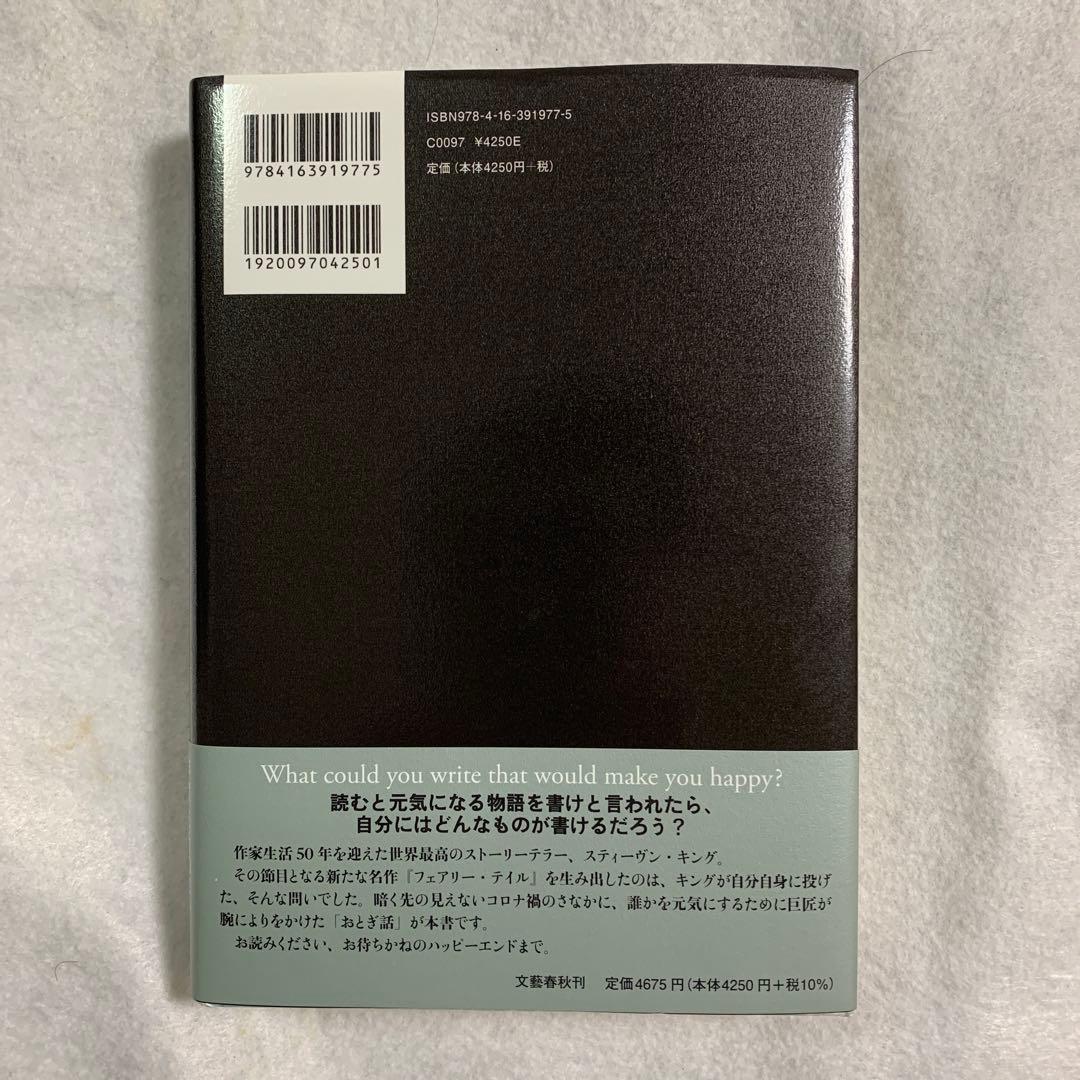 9784163919775
1920097042501
ISBN978-4-16-391977-5
C0097 ¥4250E
定価(本体4250円+税)
What could you write that would make you happy?
読むと元気になる物語を書けと言われたら、
自分にはどんなものが書けるだろう?
作家生活50年を迎えた世界最高のストーリーテラー、スティーヴン・キング。
その節目となる新たな名作『フェアリー・テイル』を生み出したのは、キングが自分自身に投げ
た、そんな問いでした。暗く先の見えないコロナ禍のさなかに、誰かを元気にするために巨匠が
腕によりをかけた「おとぎ話」が本書です。
お読みください、お待ちかねのハッピーエンドまで。
文藝春秋刊 定価4675円(本体4250円+税10%)